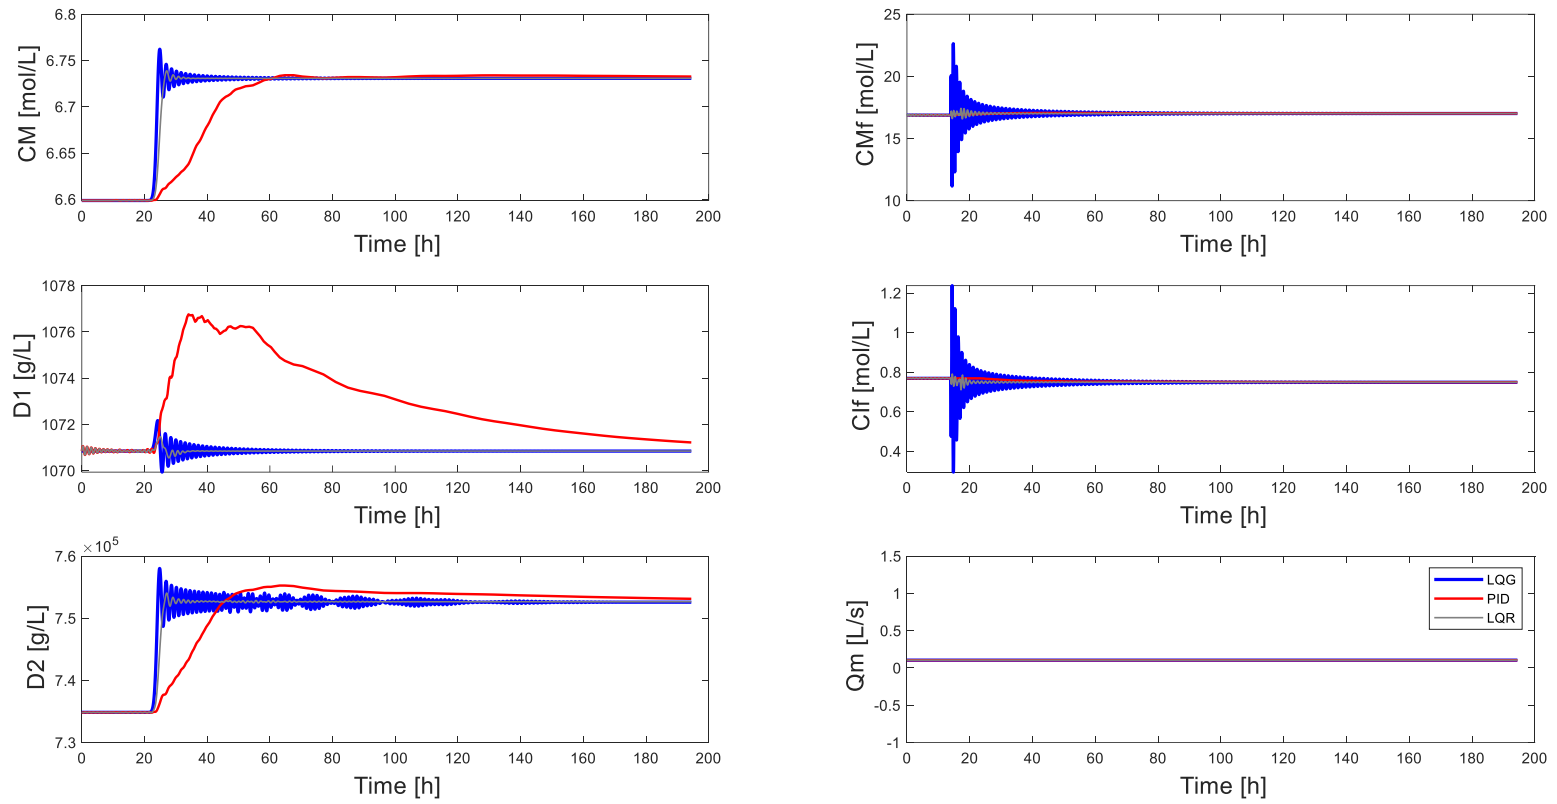 6.8
6.75
6.7
6.65
6.6
CM [mol/L]
0 20 40 60 80 100 120 140 160 180 200
Time [h]
25
20
15
10
CMf [mol/L]
0 20 40 60 80 100 120 140 160 180 200
Time [h]
1078
1076
1074
1072
1070
D1 [g/L]
0 20 40 60 80 100 120 140 160 180 200
Time [h]
1.2
1
0.8
0.6
0.4
CIf [mol/L]
0 20 40 60 80 100 120 140 160 180 200
Time [h]
×10^5
7.6
7.5
7.4
7.3
D2 [g/L]
0 20 40 60 80 100 120 140 160 180 200
Time [h]
1.5
1
0.5
0
-0.5
-1
Qm [L/s]
LQG
PID
LQR
0 20 40 60 80 100 120 140 160 180 200
Time [h]